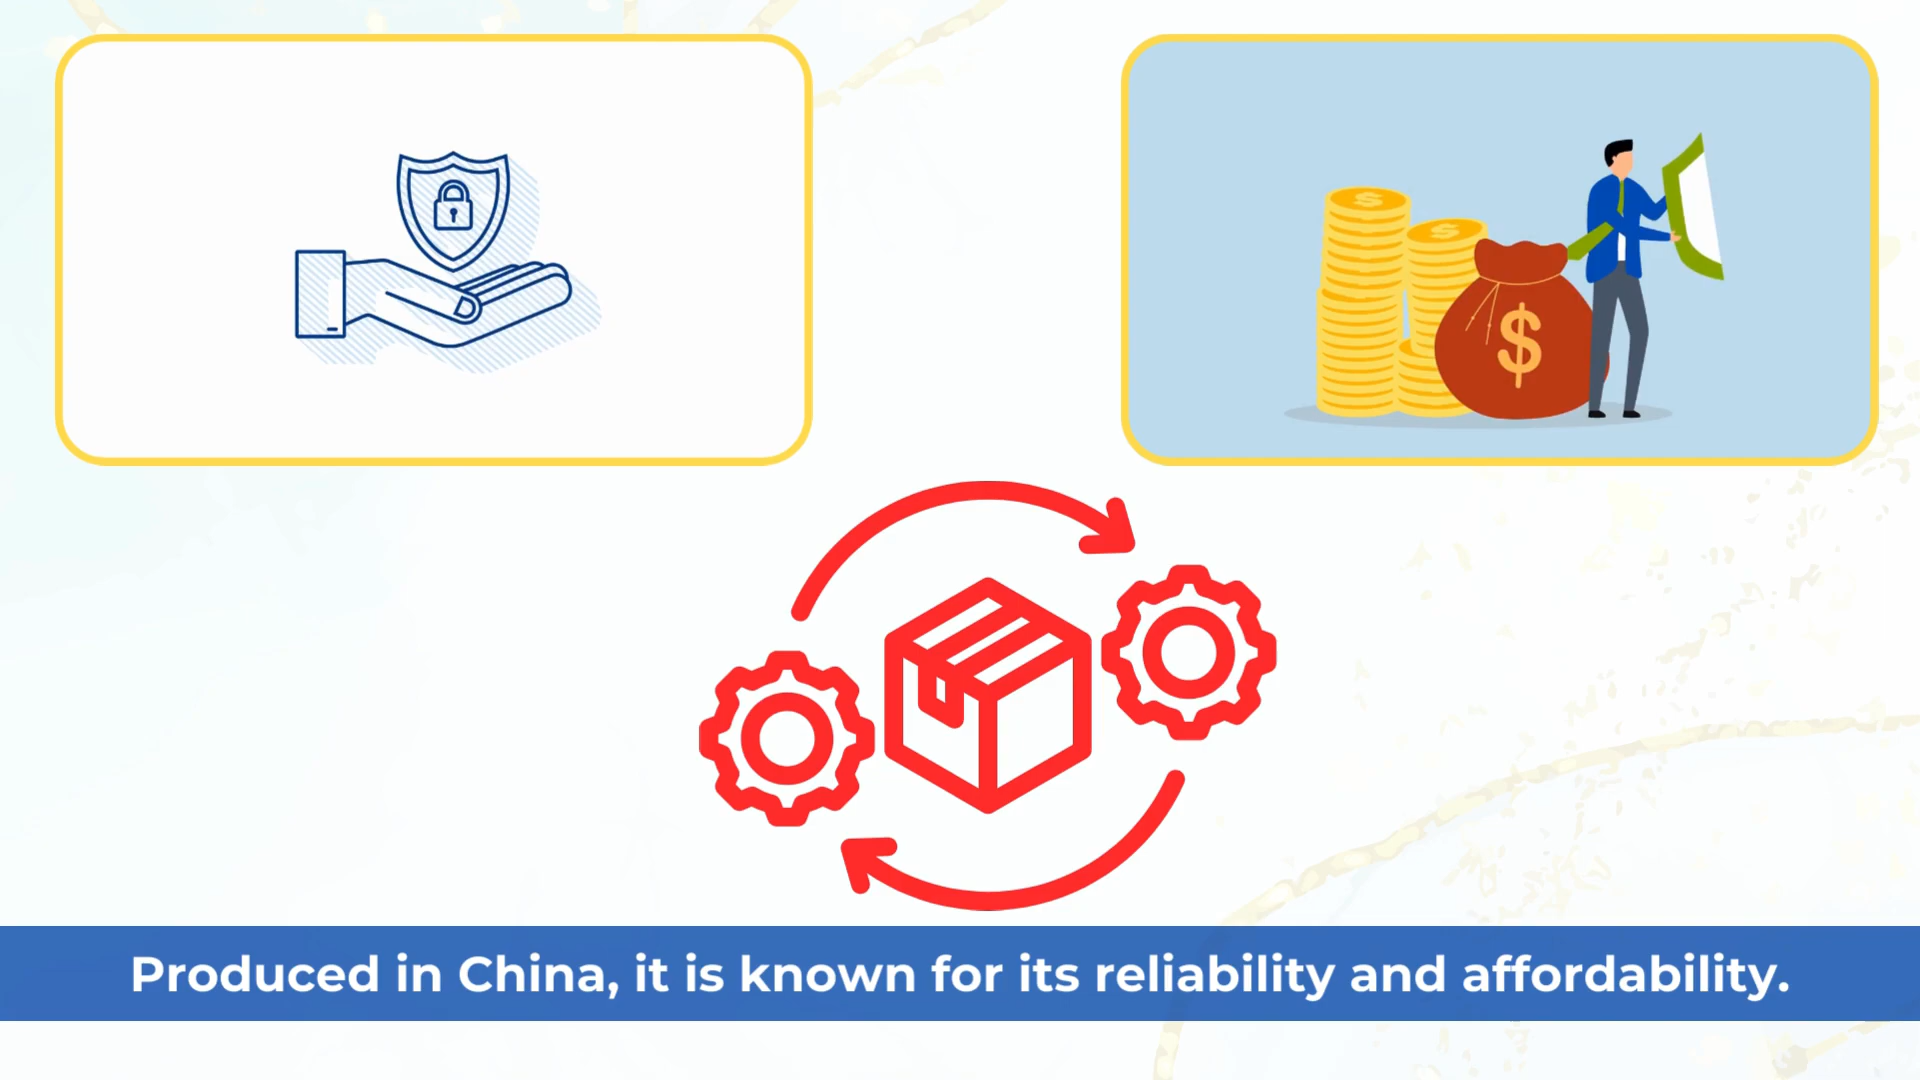 $
$
$
Produced in China, it is known for its reliability and affordability.